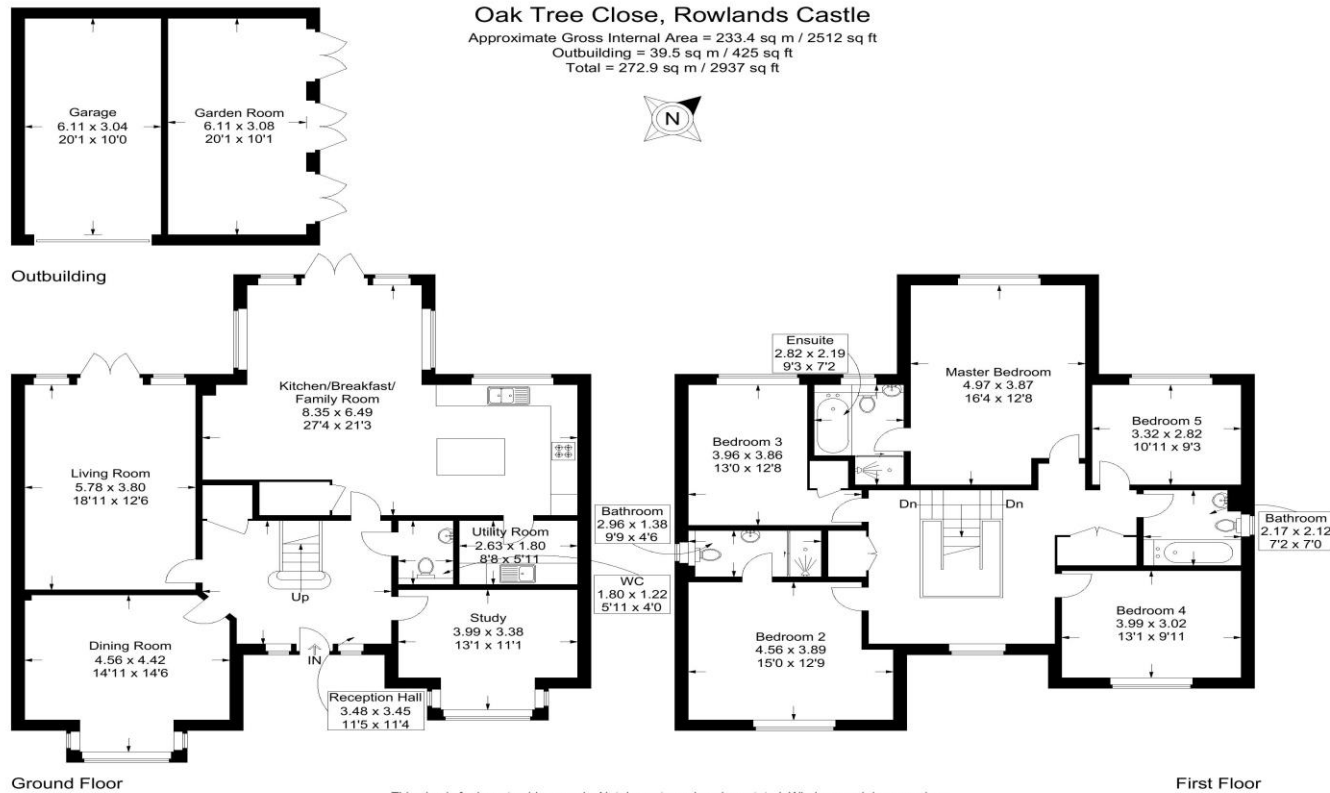 Oak Tree Close, Rowlands Castle
Approximate Gross Internal Area = 233.4 sq m / 2512 sq ft
Outbuilding = 39.5 sq m / 425 sq ft
Total = 272.9 sq m / 2937 sq ft
N
Garage
6.11 x 3.04
20'1 x 10'0
Garden Room
6.11 x 3.08
20'1 x 10'1
Outbuilding
Kitchen/Breakfast/
Family Room
8.35 x 6.49
27'4 x 21'3
Living Room
5.78 x 3.80
18'11 x 12'6
Utility Room
2.63 x 1.80
8'8 x 5'11
WC
1.80 x 1.22
5'11 x 4'0
Up
Study
3.99 x 3.38
13'1 x 11'1
Dining Room
4.56 x 4.42
14'11 x 14'6
IN
Reception Hall
3.48 x 3.45
11'5 x 11'4
Ground Floor
Ensuite
2.82 x 2.19
9'3 x 7'2
Master Bedroom
4.97 x 3.87
16'4 x 12'8
Bedroom 5
3.32 x 2.82
10'11 x 9'3
Bedroom 3
3.96 x 3.86
13'0 x 12'8
Dn
Dn
Bathroom
2.96 x 1.38
9'9 x 4'6
Bathroom
2.17 x 2.12
7'2 x 7'0
Bedroom 4
3.99 x 3.02
13'1 x 9'11
Bedroom 2
4.56 x 3.89
15'0 x 12'9
First Floor